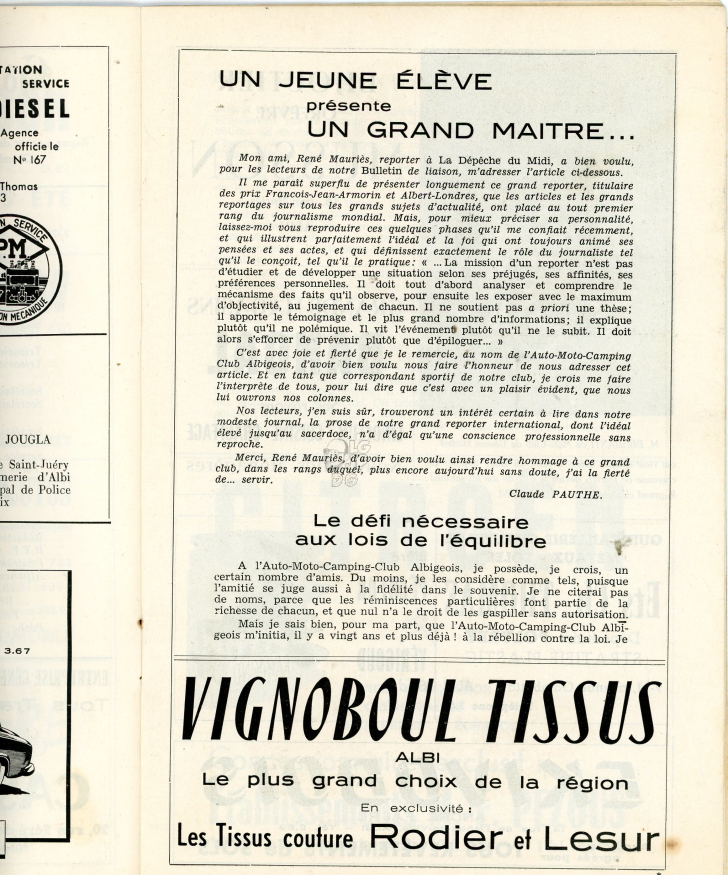 TATION
SERVICE
DIESEL
Agence
officie le
No 167
Thomas
3
N SERVICE
PM
ON MECANIQUE
JOUGLA
e Saint-Juéry
merie d'Albi
pal de Police
ix
3.67
UN JEUNE ÉLÈVE
présente
UN GRAND MAITRE...
Mon ami, René Mauriès, reporter à La Dépêche du Midi, a bien voulu,
pour les lecteurs de notre Bulletin de liaison, m'adresser l'article ci-dessous.
Il me paraît superflu de présenter longuement ce grand reporter, titulaire
des prix Francois-Jean-Armorin et Albert-Londres, que les articles et les grands
reportages sur tous les grands sujets d'actualité, ont placé au tout premier
rang du journalisme mondial. Mais, pour mieux préciser sa personnalité,
laissez-moi vous reproduire ces quelques phases qu'il me confiait récemment,
et qui illustrent parfaitement l'idéal et la foi qui ont toujours animé ses
pensées et ses actes, et qui définissent exactement le rôle du journaliste tel
qu'il le conçoit, tel qu'il le pratique : « ...La mission d'un reporter n'est pas
d'étudier et de développer une situation selon ses préjugés, ses affinités, ses
préférences personnelles. Il doit tout d'abord analyser et comprendre le
mécanisme des faits qu'il observe, pour ensuite les exposer avec le maximum
d'objectivité, au jugement de chacun. Il ne soutient pas a priori une thèse ;
il apporte le témoignage et le plus grand nombre d'informations ; il explique
plutôt qu'il ne polémique. Il vit l'événement plutôt qu'il ne le subit. Il doit
alors s'efforcer de prévenir plutôt que d'épiloguer... »
C'est avec joie et fierté que je le remercie, au nom de l'Auto-Moto-Camping
Club Albigeois, d'avoir bien voulu nous faire l'honneur de nous adresser cet
article. Et en tant que correspondant sportif de notre club, je crois me faire
l'interprète de tous, pour lui dire que c'est avec un plaisir évident, que nous
lui ouvrons nos colonnes.
Nos lecteurs, j'en suis sûr, trouveront un intérêt certain à lire dans notre
modeste journal, la prose de notre grand reporter international, dont l'idéal
élevé jusqu'au sacerdoce, n'a d'égal qu'une conscience professionnelle sans
reproche.
Merci, René Mauriès, d'avoir bien voulu ainsi rendre hommage à ce grand
club, dans les rangs duquel, plus encore aujourd'hui sans doute, j'ai la fierté
de... servir.
Claude PAUTHE.
Le défi nécessaire
aux lois de l'équilibre
A l'Auto-Moto-Camping-Club Albigeois, je possède, je crois, un
certain nombre d'amis. Du moins, je les considère comme tels, puisque
l'amitié se juge aussi à la fidélité dans le souvenir. Je ne citerai pas
de noms, parce que les réminiscences particulières font partie de la
richesse de chacun, et que nul n'a le droit de les gaspiller sans autorisation.
Mais je sais bien, pour ma part, que l'Auto-Moto-Camping-Club Albi-
geois m'initia, il y a vingt ans et plus déjà ! à la rébellion contre la loi. Je
VIGNOBOUL TISSUS
ALBI
Le plus grand choix de la région
En exclusivité :
Les Tissus couture Rodier et Lesur